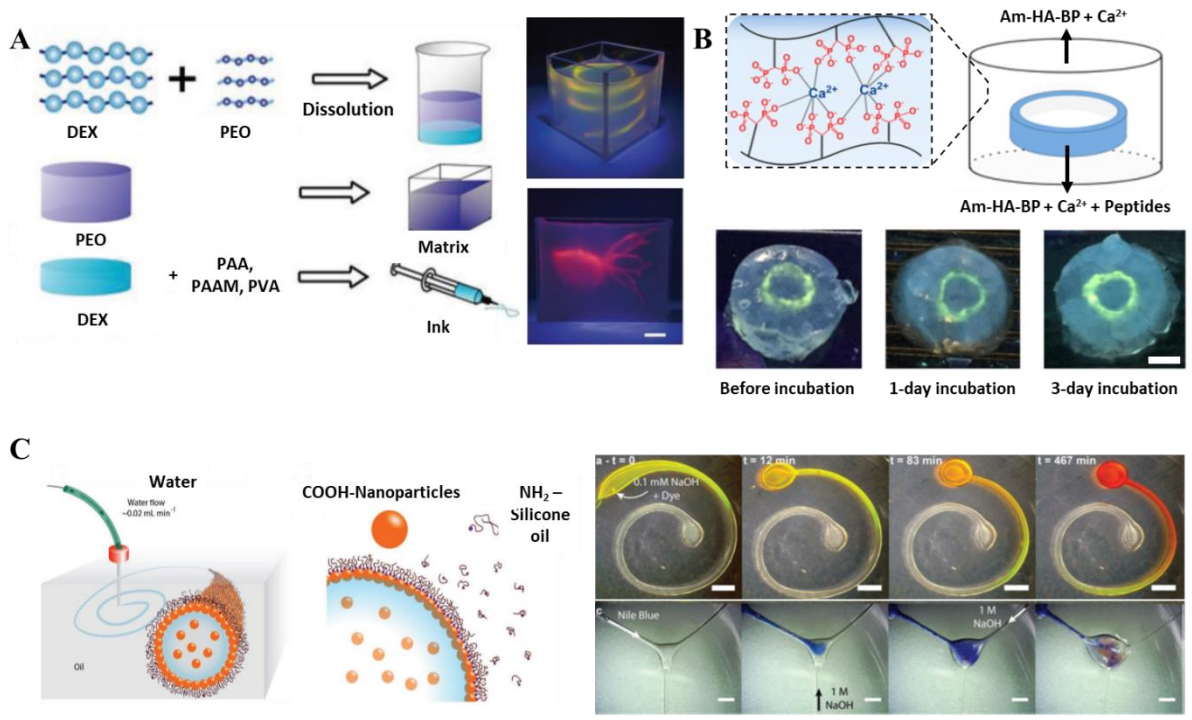 A
DEX
PEO
Dissolution
PEO
Matrix
DEX
+
PAA,
PAAM, PVA
Ink
B
Am-HA-BP + Ca²⁺
Ca²⁺
Ca²⁺
Am-HA-BP + Ca²⁺ + Peptides
Before incubation
1-day incubation
3-day incubation
C
Water
Water flow
~0.02 mL min⁻¹
Oil
COOH-Nanoparticles
NH₂ –
Silicone
oil
a - t = 0
0.1 mM NaOH
+ Dye
t = 12 min
t = 83 min
t = 467 min
c
Nile Blue
1 M
NaOH
1 M
NaOH